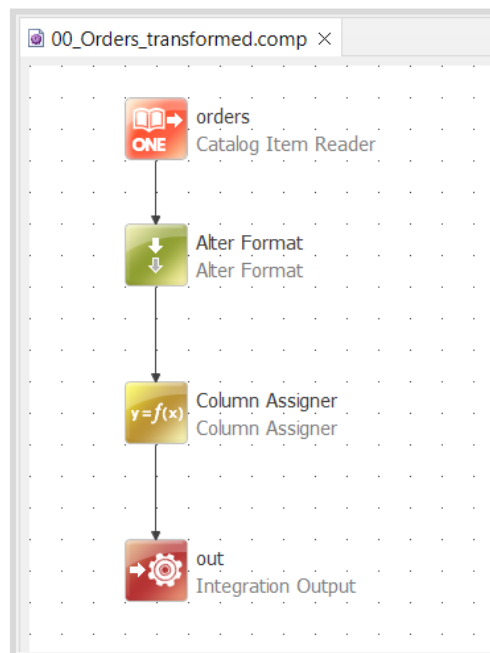 00_Orders_transformed.comp
ONE
orders
Catalog Item Reader
Alter Format
Alter Format
y=f(x)
Column Assigner
Column Assigner
out
Integration Output